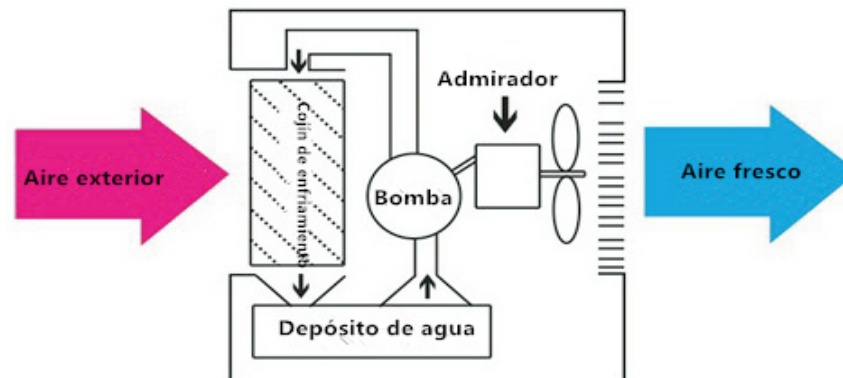 Aire exterior
Cojín de enfriamiento
Admirador
Bomba
Depósito de agua
Aire fresco